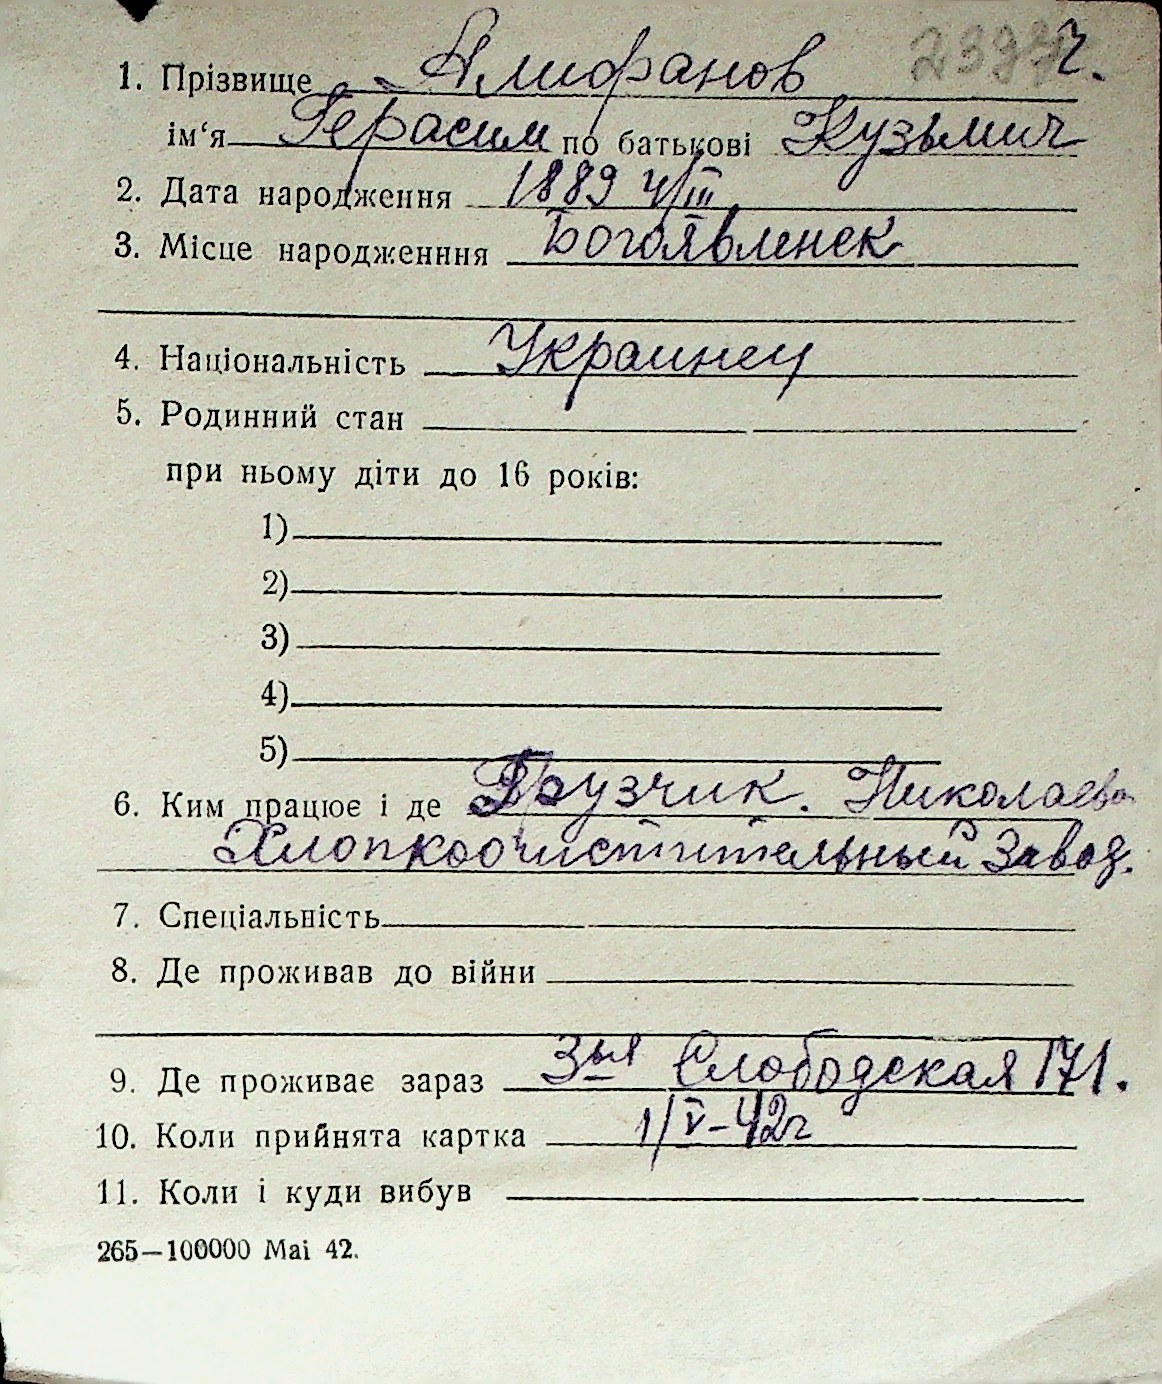 ч.
1. Прізвище Алифанов
ім‘я Герасим по батькові Кузьмич
2. Дата народження 1889 4/III
3. Місце народженння Богоявленск
4. Національність Украинец
5. Родинний стан
при ньому діти до 16 років:
1)
2)
3)
4)
5)
6. Ким працює і де Грузчик. Николаевс
Хлопкоочистительный завод.
7. Спеціальність
8. Де проживав до війни
9. Де проживає зараз 3ья Слободская 171.
10. Коли прийнята картка 1/V-42г
11. Коли і куди вибув
265—100000 Mai 42.